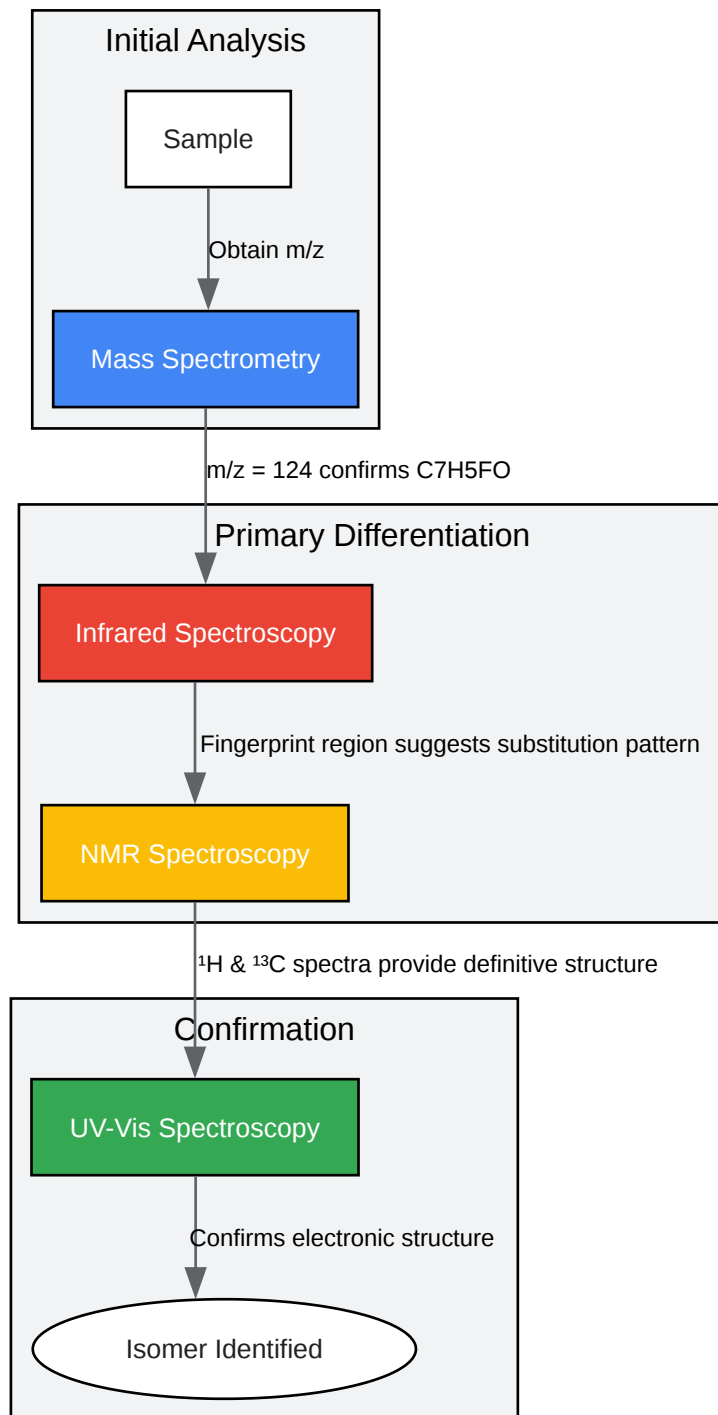 Initial Analysis
Sample
Obtain m/z
Mass Spectrometry
m/z = 124 confirms C7H5FO
Primary Differentiation
Infrared Spectroscopy
Fingerprint region suggests substitution pattern
NMR Spectroscopy
¹H & ¹³C spectra provide definitive structure
Confirmation
UV-Vis Spectroscopy
Confirms electronic structure
Isomer Identified